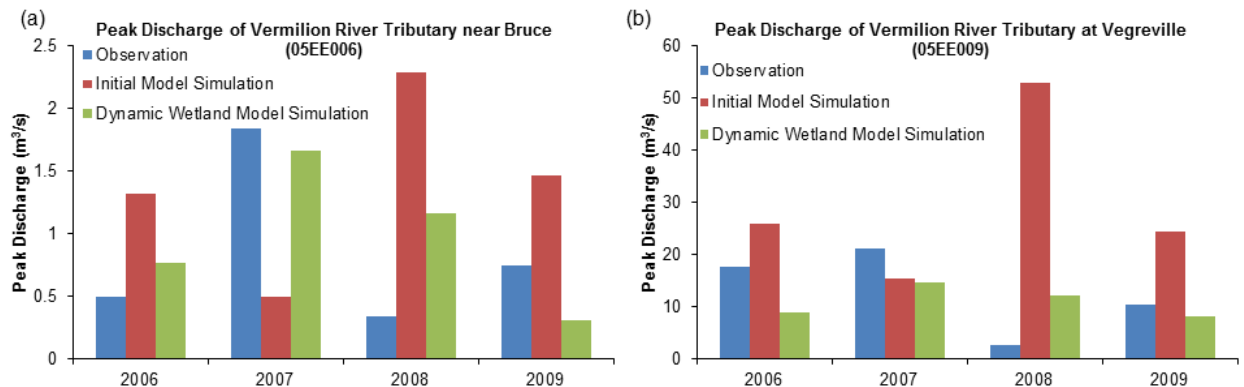 (a)
Peak Discharge of Vermilion River Tributary near Bruce
(05EE006)
Observation
Initial Model Simulation
Dynamic Wetland Model Simulation
Peak Discharge (m³/s)
2.5
2
1.5
1
0.5
0
2006 2007 2008 2009
(b)
Peak Discharge of Vermilion River Tributary at Vegreville
(05EE009)
Observation
Initial Model Simulation
Dynamic Wetland Model Simulation
Peak Discharge (m³/s)
60
50
40
30
20
10
0
2006 2007 2008 2009